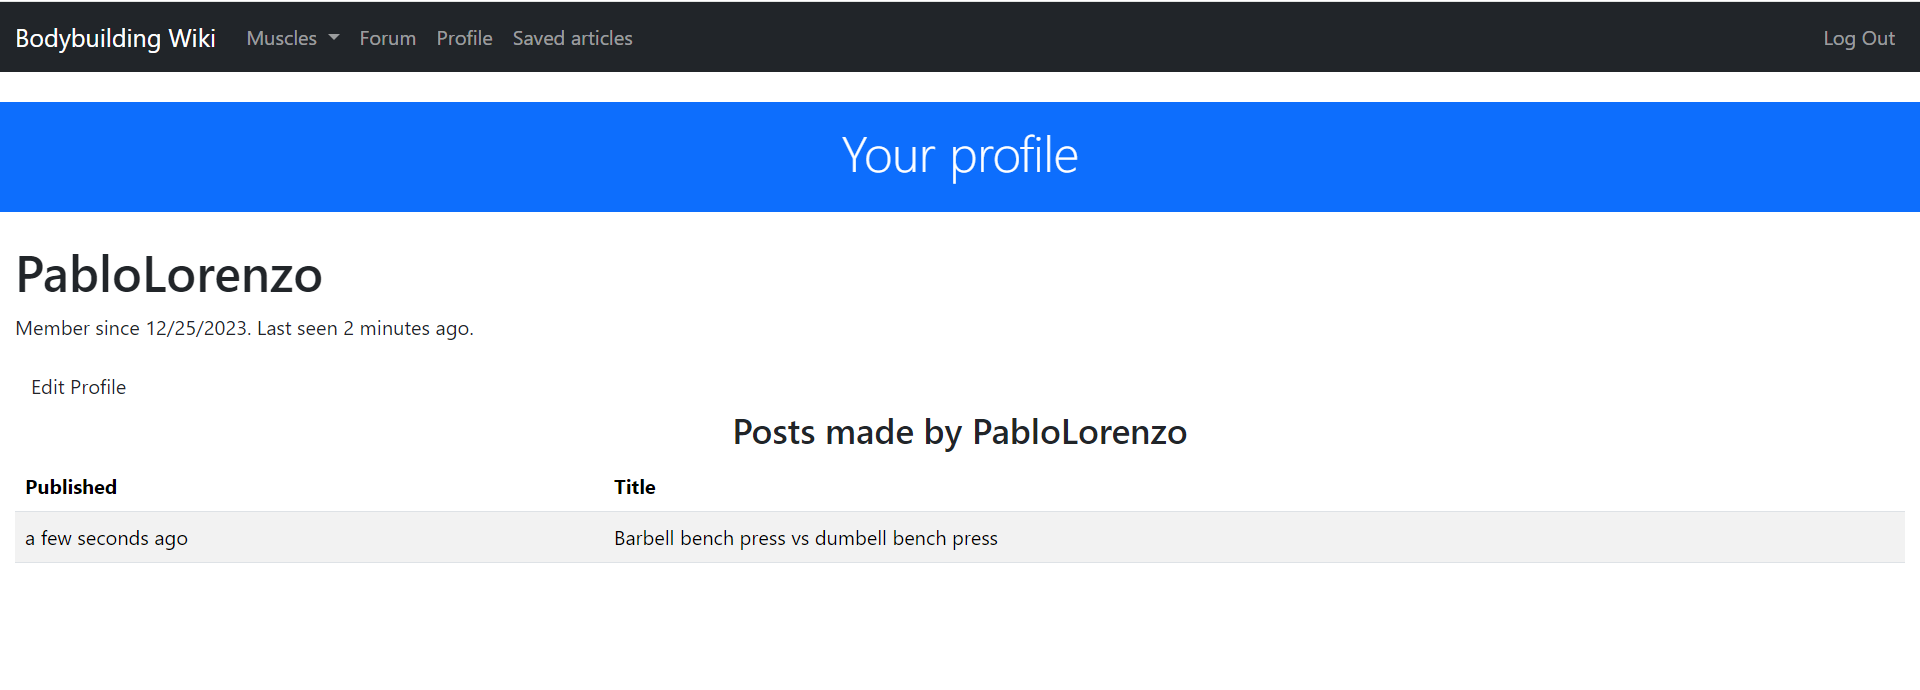 Bodybuilding Wiki Muscles Forum Profile Saved articles Log Out
Your profile
PabloLorenzo
Member since 12/25/2023. Last seen 2 minutes ago.
Edit Profile
Posts made by PabloLorenzo
Published Title
a few seconds ago Barbell bench press vs dumbell bench press